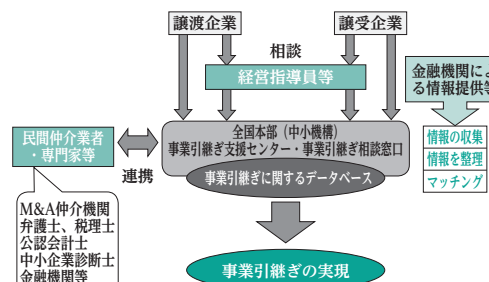 譲渡企業
譲受企業
相談
経営指導員等
金融機関によ
る情報提供等
全国本部（中小機構）
事業引継ぎ支援センター・事業引継ぎ相談窓口
民間仲介業者
・専門家等
連携
事業引継ぎに関するデータベース
情報の収集
情報を整理
マッチング
M&A仲介機関
弁護士、税理士
公認会計士
中小企業診断士
金融機関等
事業引継ぎの実現